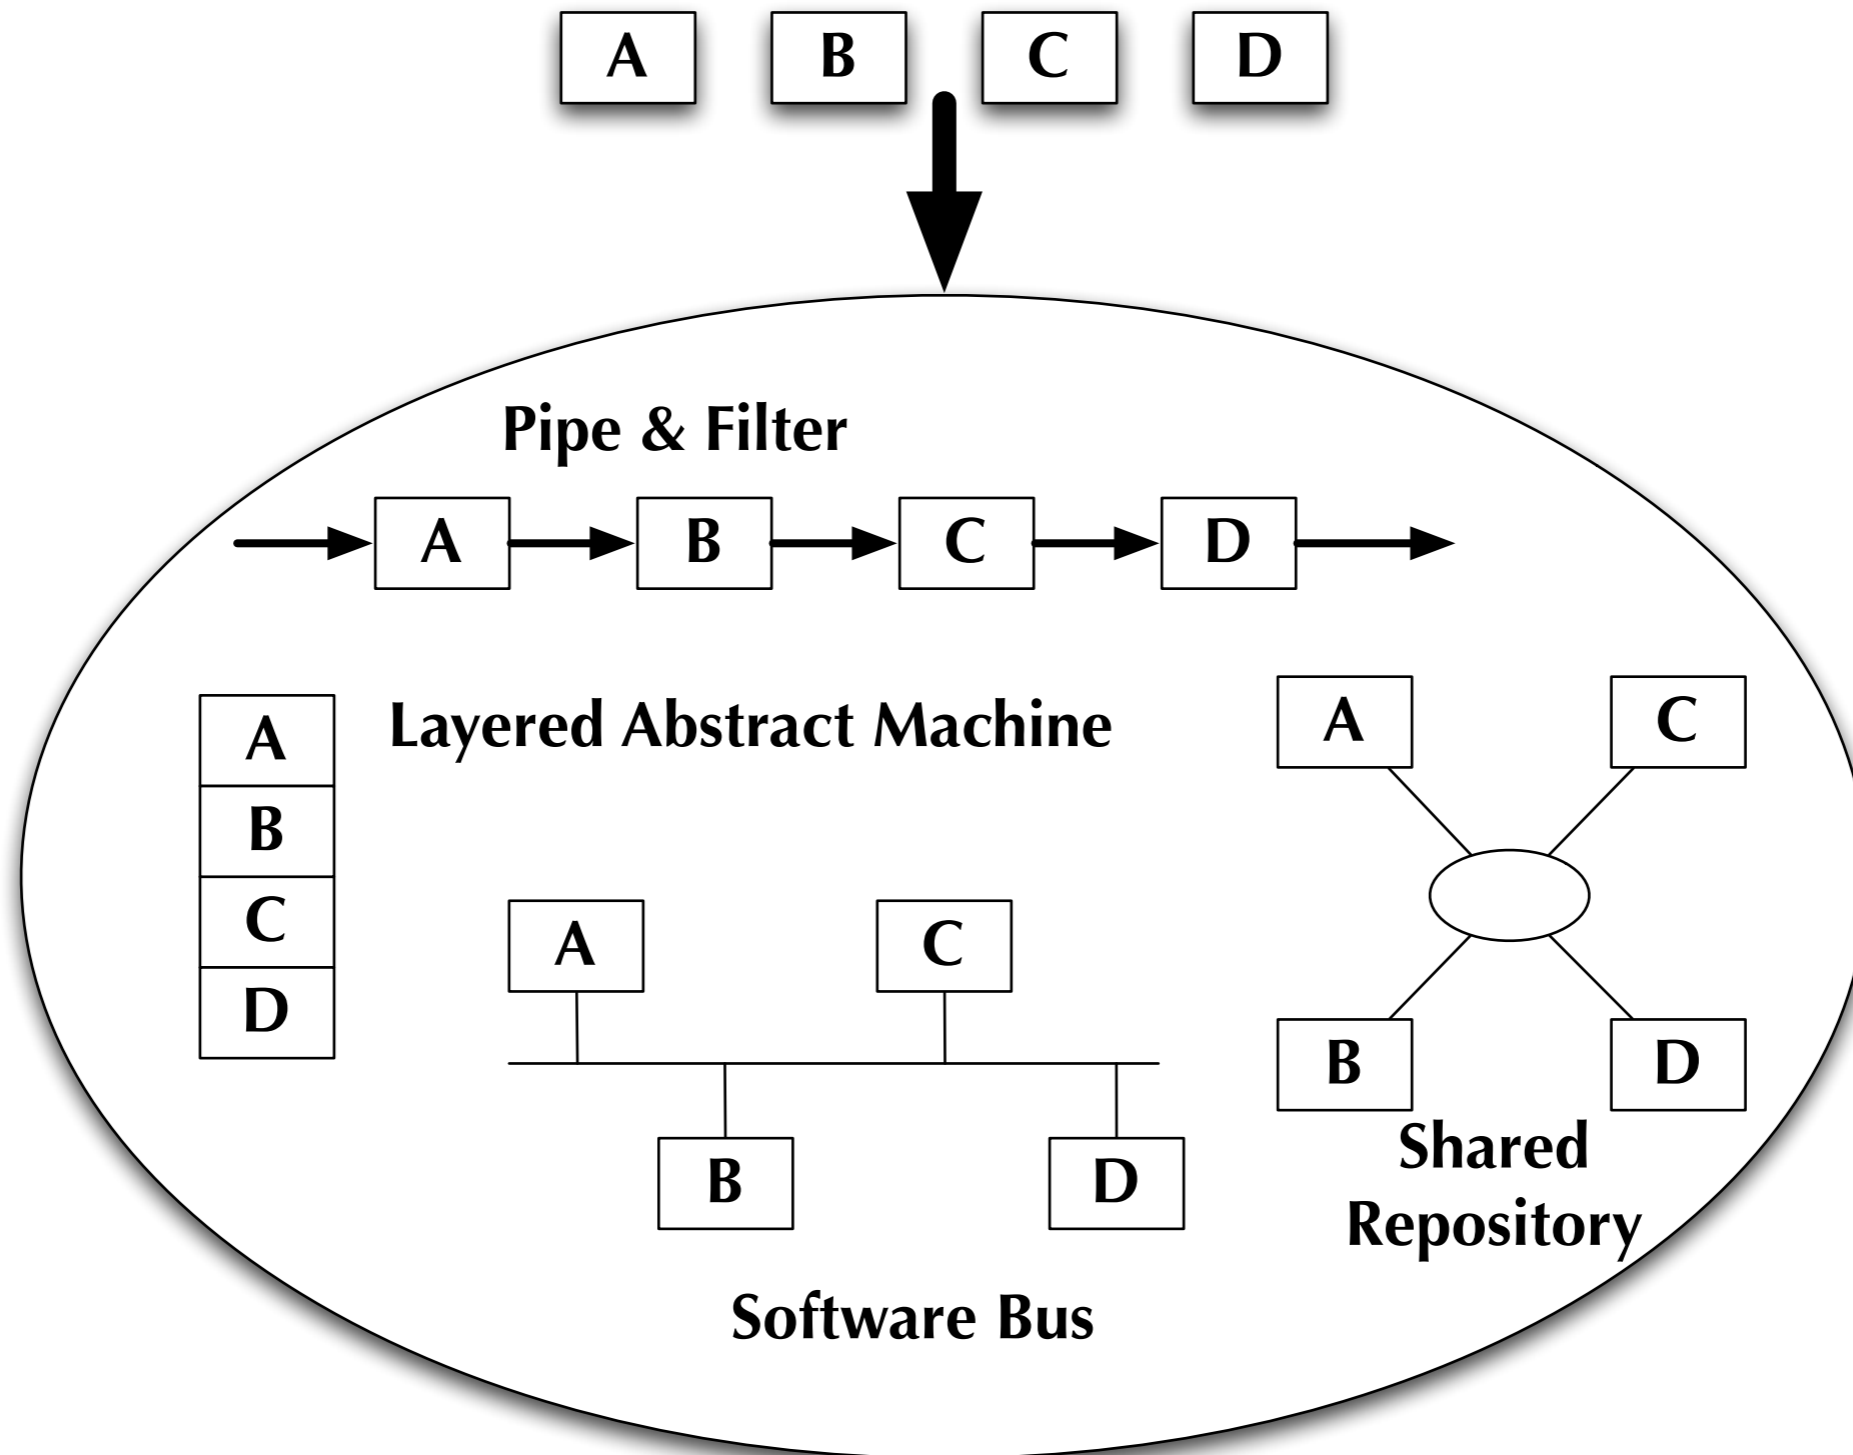 A B C D
Pipe & Filter
A B C D
Layered Abstract Machine
A
B
C
D
A C
B D
Software Bus
A C
B D
Shared
Repository